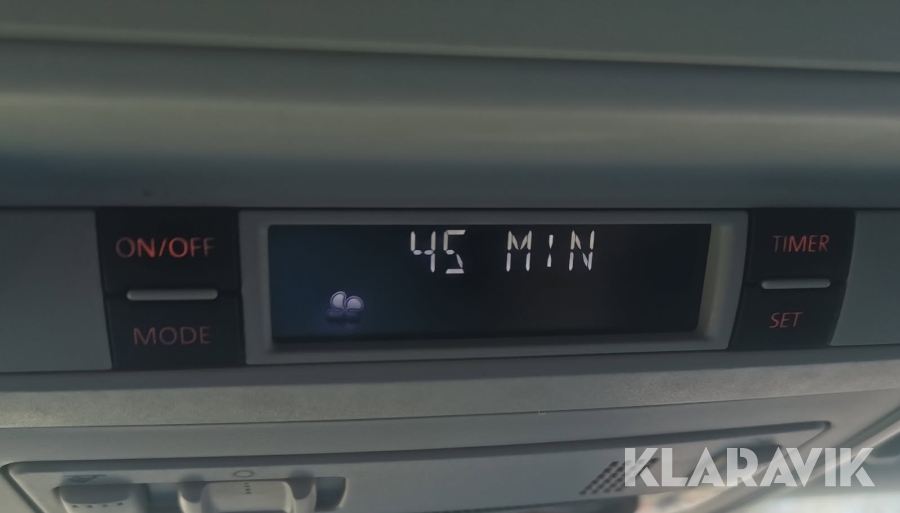 ON/OFF
45 MIN
TIMER
MODE
SET
KLARAVIK